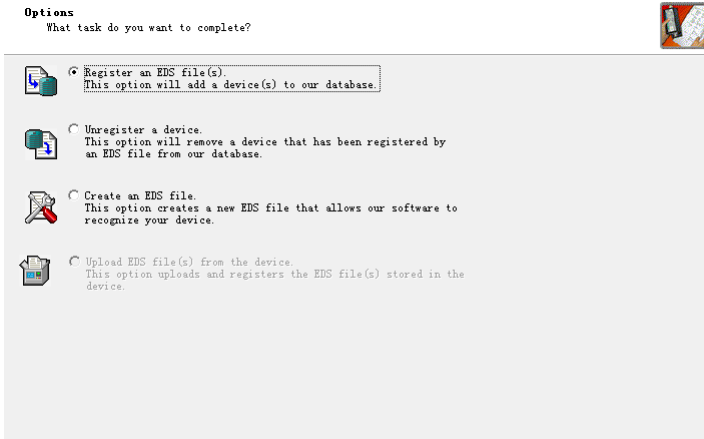 Options
What task do you want to complete?
Register an EDS file(s).
This option will add a device(s) to our database.
Unregister a device.
This option will remove a device that has been registered by
an EDS file from our database.
Create an EDS file.
This option creates a new EDS file that allows our software to
recognize your device.
Upload EDS file(s) from the device.
This option uploads and registers the EDS file(s) stored in the
device.